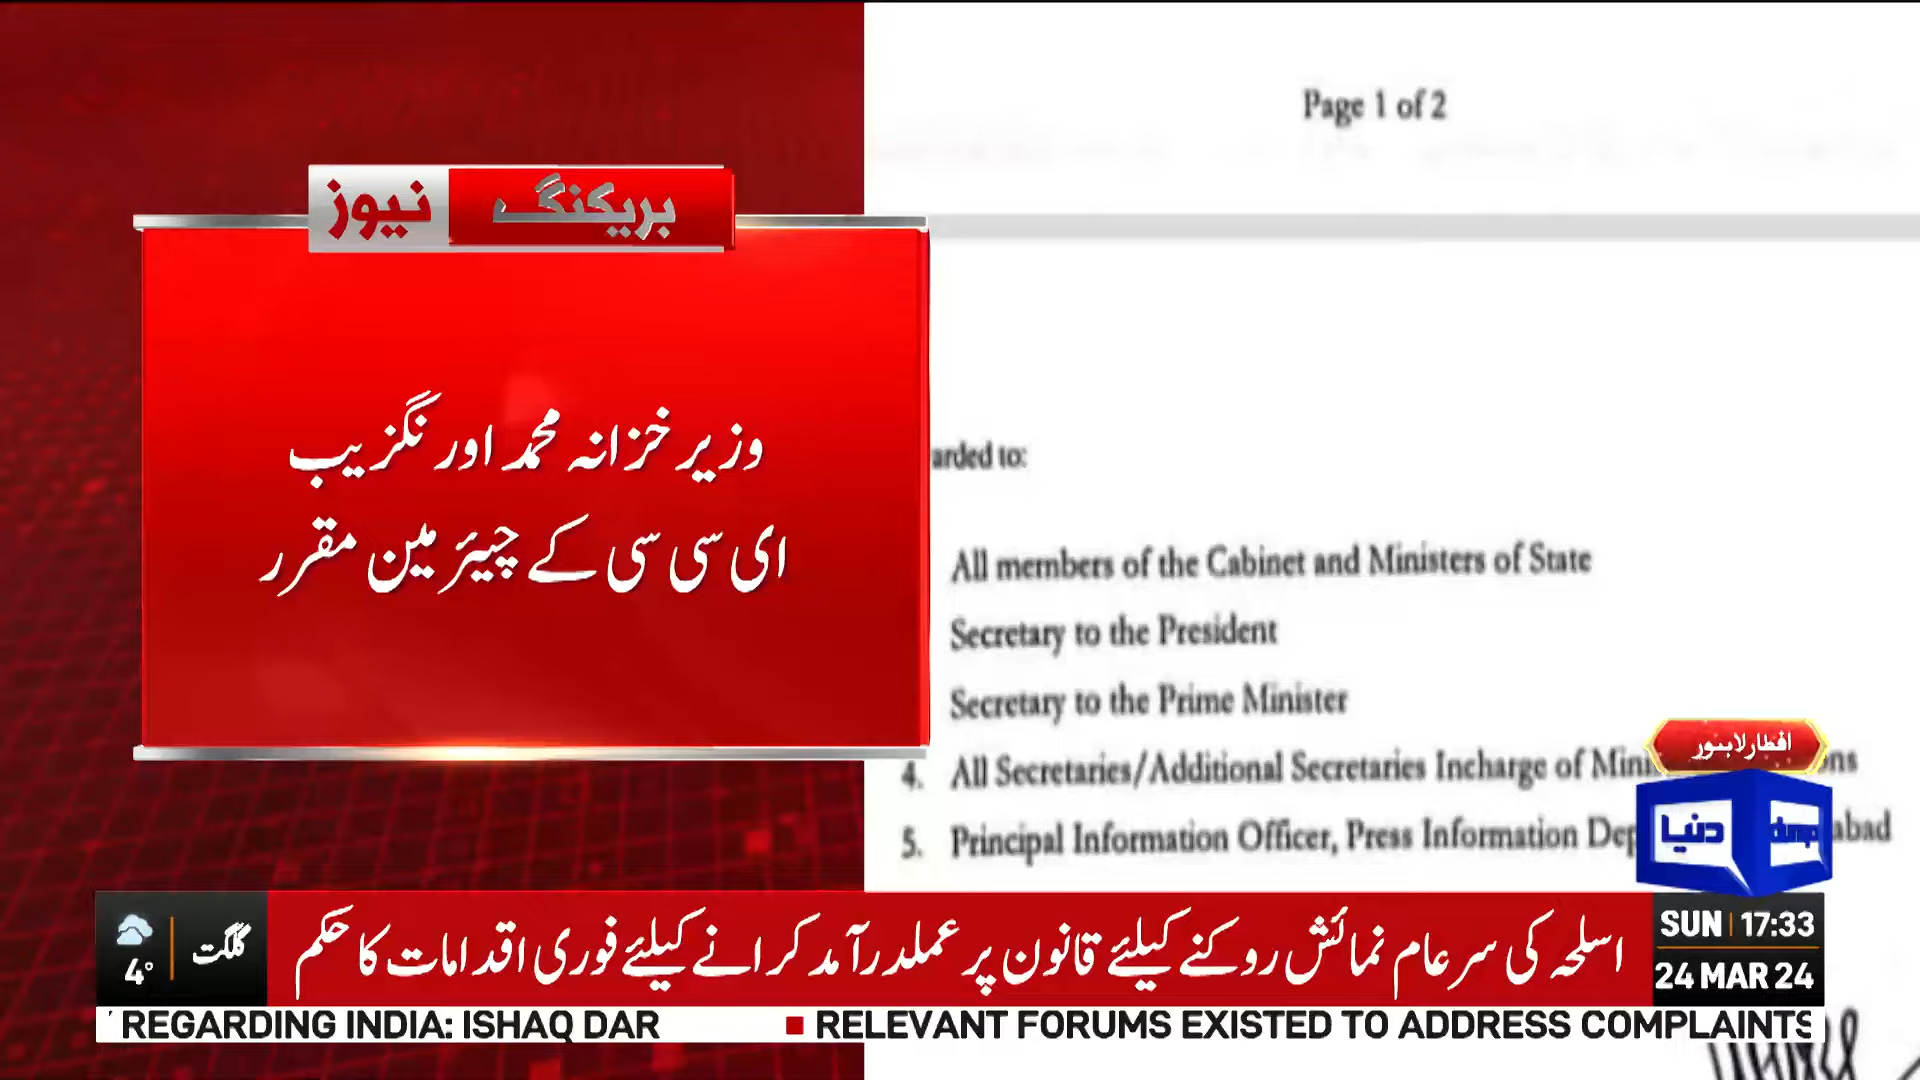 Page 1 of 2
بریکنگ نیوز
وزیر خزانہ محمد اورنگزیب
ای سی سی کے چیئرمین مقرر
arded to:
All members of the Cabinet and Ministers of State
Secretary to the President
Secretary to the Prime Minister
4. All Secretaries/Additional Secretaries Incharge of Mini ns
5. Principal Information Officer, Press Information Dep abad
افطار لاہور
دنیا
dunya
گلگت
4°
اسلحہ کی سرعام نمائش روکنے کیلئے قانون پر عملدرآمد کرانے کیلئے فوری اقدامات کا حکم
SUN 17:33
24 MAR 24
REGARDING INDIA: ISHAQ DAR ■ RELEVANT FORUMS EXISTED TO ADDRESS COMPLAINTS